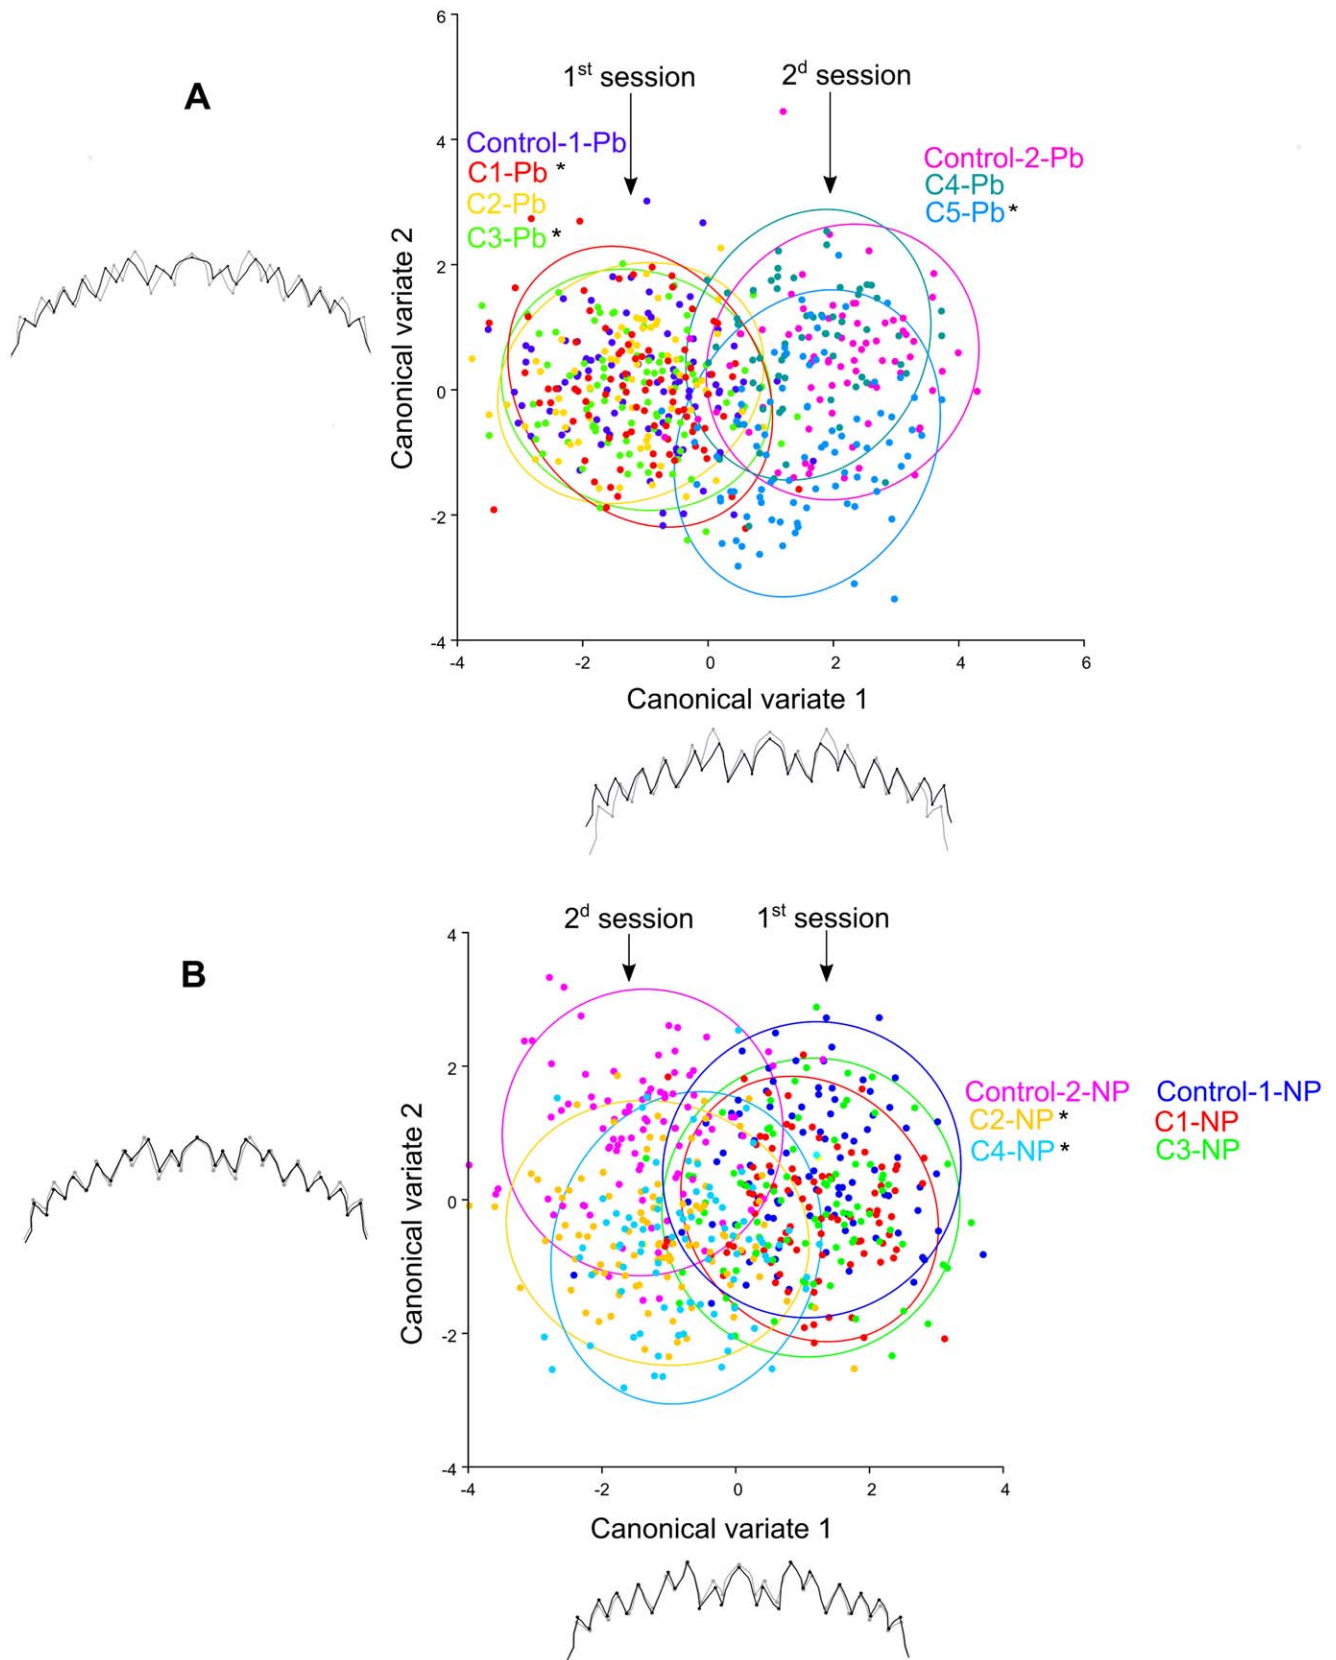 A
1st session
2d session
Control-1-Pb
C1-Pb *
C2-Pb
C3-Pb *
Control-2-Pb
C4-Pb
C5-Pb *
Canonical variate 2
6
4
2
0
-2
-4
-4
-2
0
2
4
6
Canonical variate 1
B
2d session
1st session
Control-2-NP
C2-NP *
C4-NP *
Control-1-NP
C1-NP
C3-NP
Canonical variate 2
4
2
0
-2
-4
-4
-2
0
2
4
Canonical variate 1